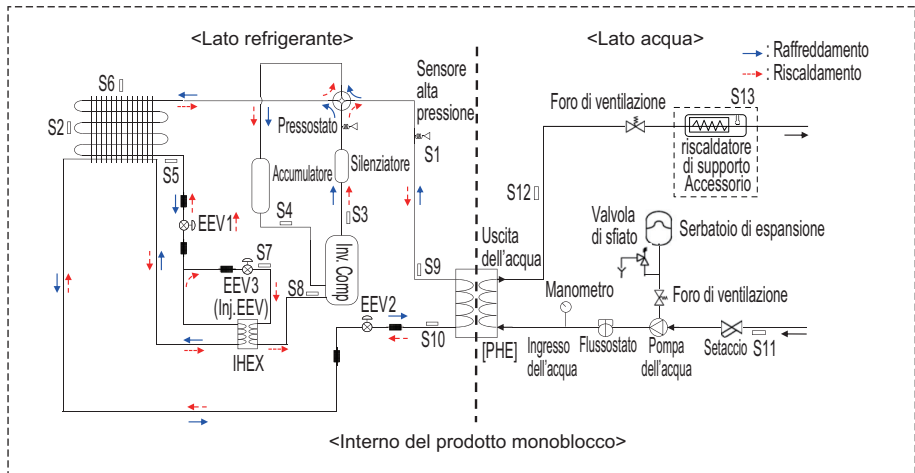 <Lato refrigerante>
<Lato acqua>
: Raffreddamento
: Riscaldamento
S6
S2
S5
Sensore
alta
pressione
Pressostato
S1
Silenziatore
Accumulatore
S4
S3
EEV1
S7
EEV3
(Inj.EEV)
S8
Inv. Comp
IHEX
EEV2
S9
S10
Uscita
dell'acqua
[PHE]
S12
Foro di ventilazione
S13
riscaldatore
di supporto
Accessorio
Valvola
di sfiato
Serbatoio di espansione
Foro di ventilazione
Manometro
Ingresso
dell'acqua
Flussostato
Pompa
dell'acqua
Setaccio
S11
<Interno del prodotto monoblocco>